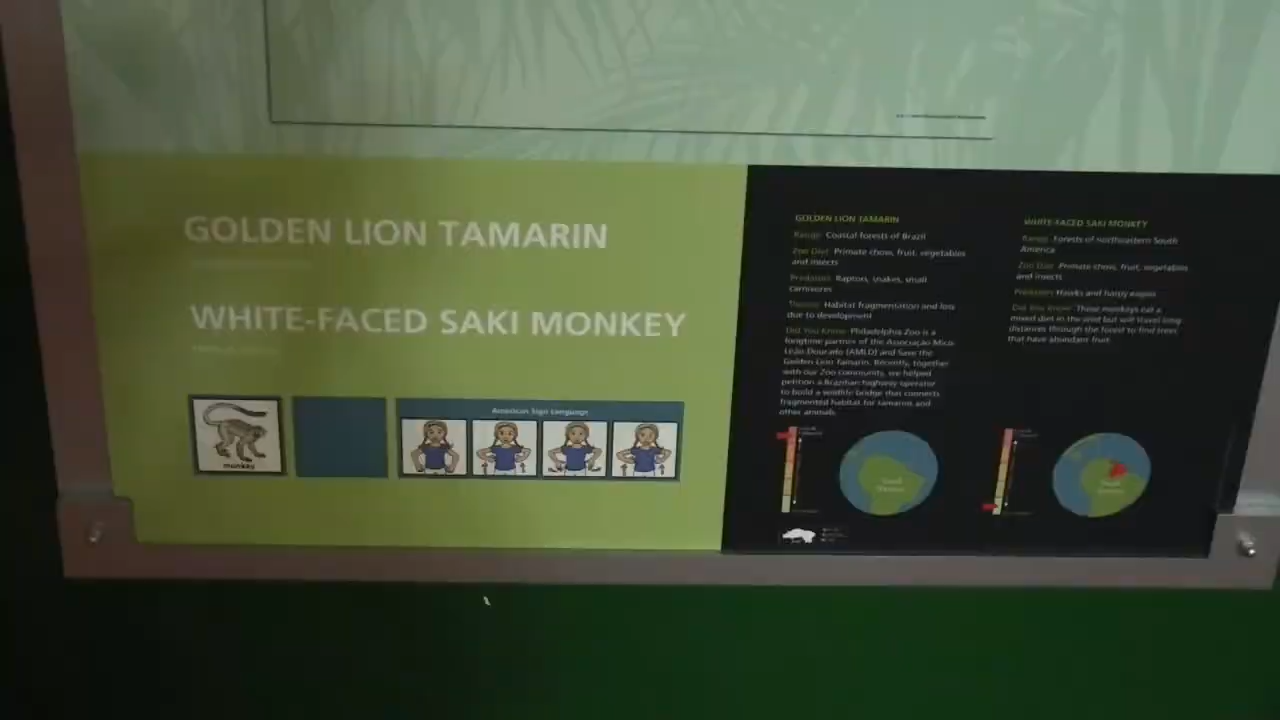 GOLDEN LION TAMARIN
WHITE-FACED SAKI MONKEY
monkey
American Sign Language
GOLDEN LION TAMARIN
Range: Coastal forests of Brazil
Zoo Diet: Primate chow, fruit, vegetables
and insects
Predators: Raptors, snakes, small
carnivores
Threats: Habitat fragmentation and loss
due to development
Did You Know: Philadelphia Zoo is a
longtime partner of the Associação Mico-
Leão Dourado (AMLD) and Save the
Golden Lion Tamarin. Recently, together
with our Zoo community, we helped
petition a Brazilian highway operator
to build a wildlife bridge that connects
fragmented habitat for tamarins and
other animals.
South
America
WHITE-FACED SAKI MONKEY
Range: Forests of northeastern South
America
Zoo Diet: Primate chow, fruit, vegetables
and insects
Predators: Hawks and harpy eagles
Did You Know: These monkeys eat a
mixed diet in the wild but will travel long
distances through the forest to find trees
that have abundant fruit.
South
America